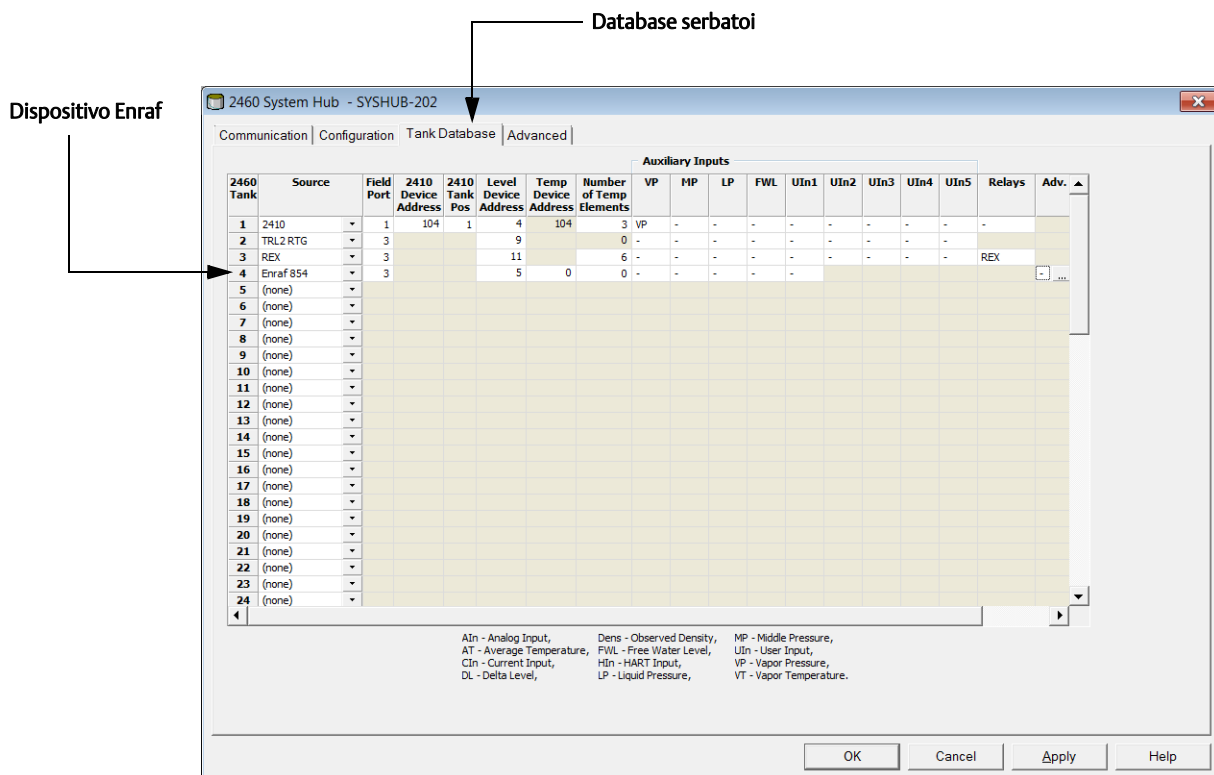 Database serbatoi
Dispositivo Enraf
2460 System Hub - SYSHUB-202
Communication Configuration Tank Database Advanced
Auxiliary Inputs
2460 Tank Source Field Port 2410 Device Address 2410 Tank Pos Level Device Address Temp Device Address Number of Temp Elements VP MP LP FWL UIn1 UIn2 UIn3 UIn4 UIn5 Relays Adv.
1 2410 1 104 1 4 104 3 VP - - - - - - - - -
2 TRL2 RTG 3 9 0 - - - - - - - - -
3 REX 3 11 6 - - - - - - - - - REX
4 Enraf 854 3 5 0 0 - - - - - - ...
5 (none)
6 (none)
7 (none)
8 (none)
9 (none)
10 (none)
11 (none)
12 (none)
13 (none)
14 (none)
15 (none)
16 (none)
17 (none)
18 (none)
19 (none)
20 (none)
21 (none)
22 (none)
23 (none)
24 (none)
AIn - Analog Input, Dens - Observed Density, MP - Middle Pressure,
AT - Average Temperature, FWL - Free Water Level, UIn - User Input,
CIn - Current Input, HIn - HART Input, VP - Vapor Pressure,
DL - Delta Level, LP - Liquid Pressure, VT - Vapor Temperature.
OK Cancel Apply Help